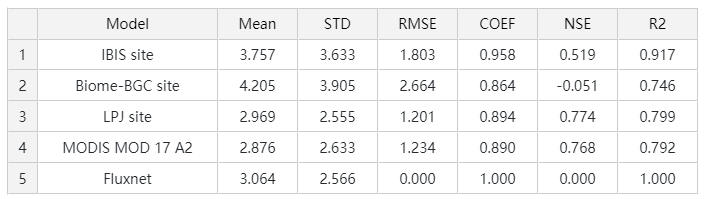 Model Mean STD RMSE COEF NSE R2
1 IBIS site 3.757 3.633 1.803 0.958 0.519 0.917
2 Biome-BGC site 4.205 3.905 2.664 0.864 -0.051 0.746
3 LPJ site 2.969 2.555 1.201 0.894 0.774 0.799
4 MODIS MOD 17 A2 2.876 2.633 1.234 0.890 0.768 0.792
5 Fluxnet 3.064 2.566 0.000 1.000 0.000 1.000